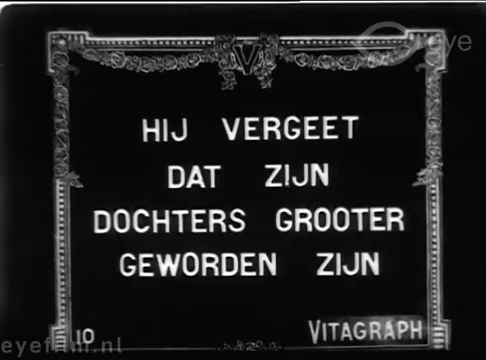 eye
V
HIJ VERGEET
DAT ZIJN
DOCHTERS GROOTER
GEWORDEN ZIJN
10
VITAGRAPH
eyefilm.nl